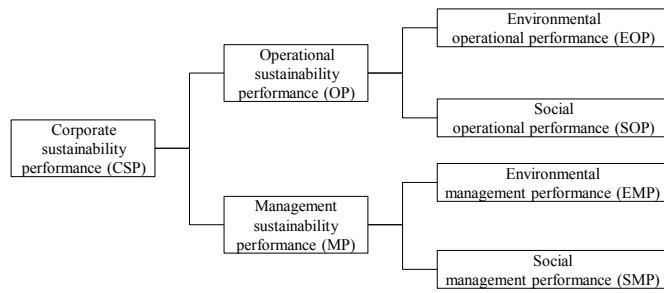 Environmental
operational performance (EOP)
Operational
sustainability
performance (OP)
Social
operational performance (SOP)
Corporate
sustainability
performance (CSP)
Environmental
management performance (EMP)
Management
sustainability
performance (MP)
Social
management performance (SMP)